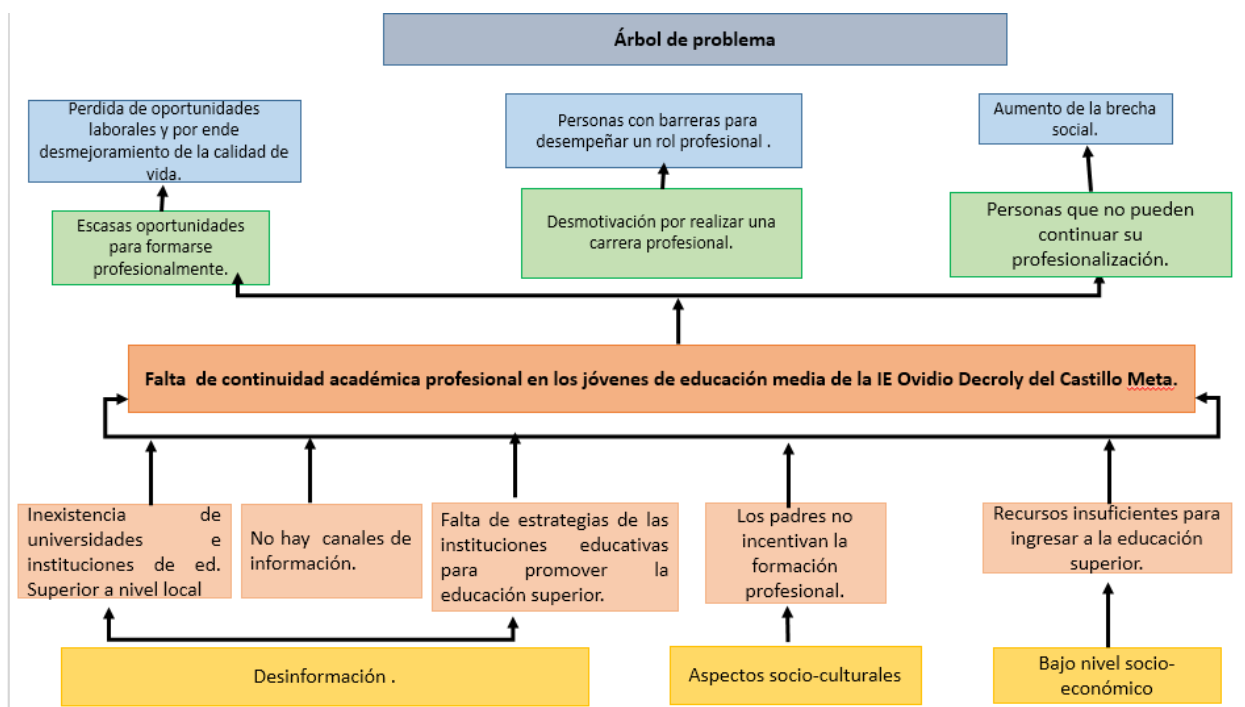 Árbol de problema
Perdida de oportunidades
laborales y por ende
desmejoramiento de la calidad de
vida.
Personas con barreras para
desempeñar un rol profesional .
Aumento de la brecha
social.
Escasas oportunidades
para formarse
profesionalmente.
Desmotivación por realizar una
carrera profesional.
Personas que no pueden
continuar su
profesionalización.
Falta de continuidad académica profesional en los jóvenes de educación media de la IE Ovidio Decroly del Castillo Meta.
Inexistencia de
universidades e
instituciones de ed.
Superior a nivel local
No hay canales de
información.
Falta de estrategias de las
instituciones educativas
para promover la
educación superior.
Los padres no
incentivan la
formación
profesional.
Recursos insuficientes para
ingresar a la educación
superior.
Desinformación .
Aspectos socio-culturales
Bajo nivel socio-
económico